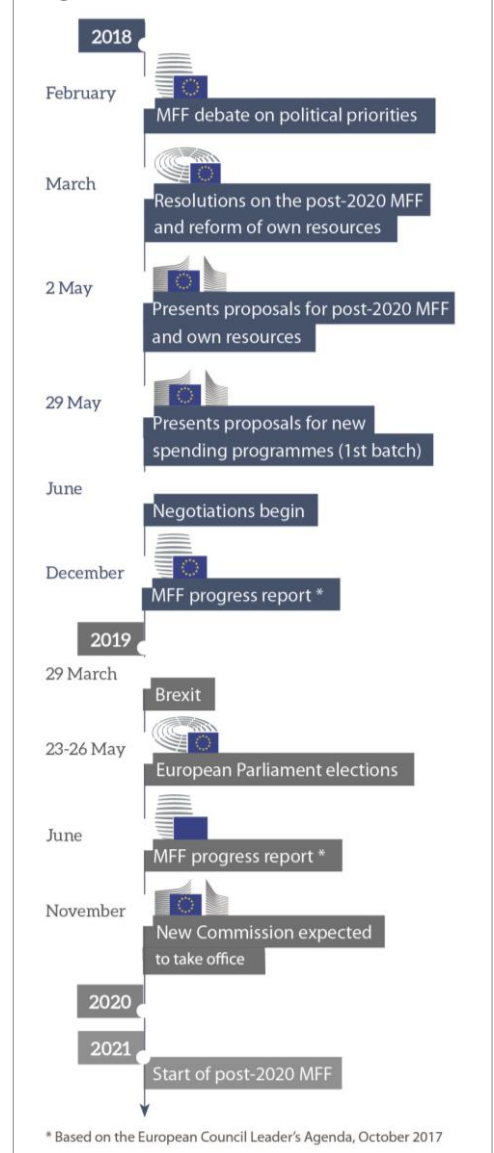 2018
February
MFF debate on political priorities
March
Resolutions on the post-2020 MFF
and reform of own resources
2 May
Presents proposals for post-2020 MFF
and own resources
29 May
Presents proposals for new
spending programmes (1st batch)
June
Negotiations begin
December
MFF progress report *
2019
29 March
Brexit
23-26 May
European Parliament elections
June
MFF progress report *
November
New Commission expected
to take office
2020
2021
Start of post-2020 MFF
* Based on the European Council Leader's Agenda, October 2017